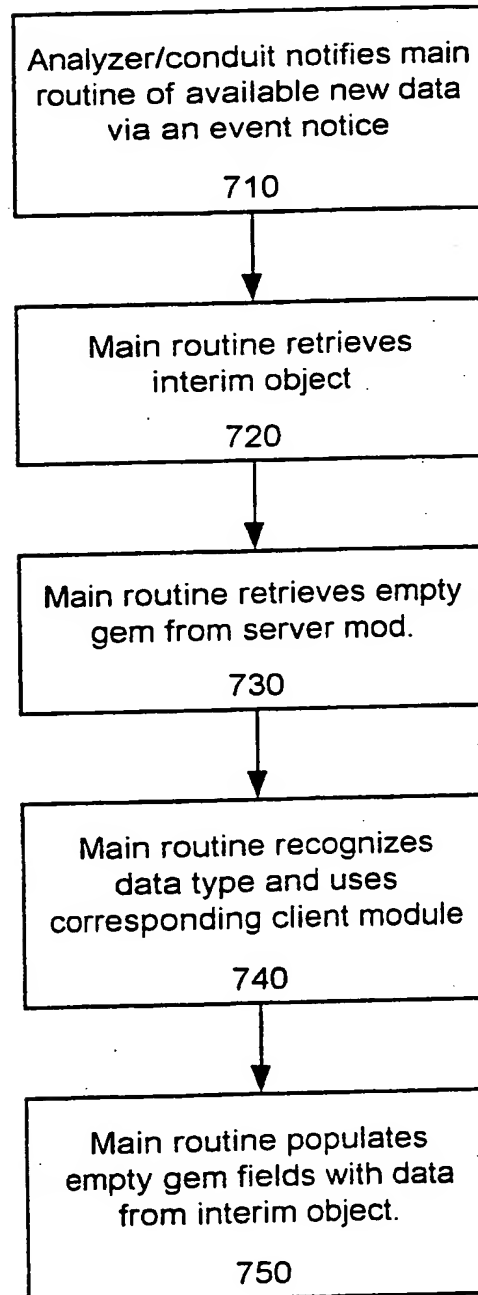 Analyzer/conduit notifies main
routine of available new data
via an event notice
710
Main routine retrieves
interim object
720
Main routine retrieves empty
gem from server mod.
730
Main routine recognizes
data type and uses
corresponding client module
740
Main routine populates
empty gem fields with data
from interim object.
750